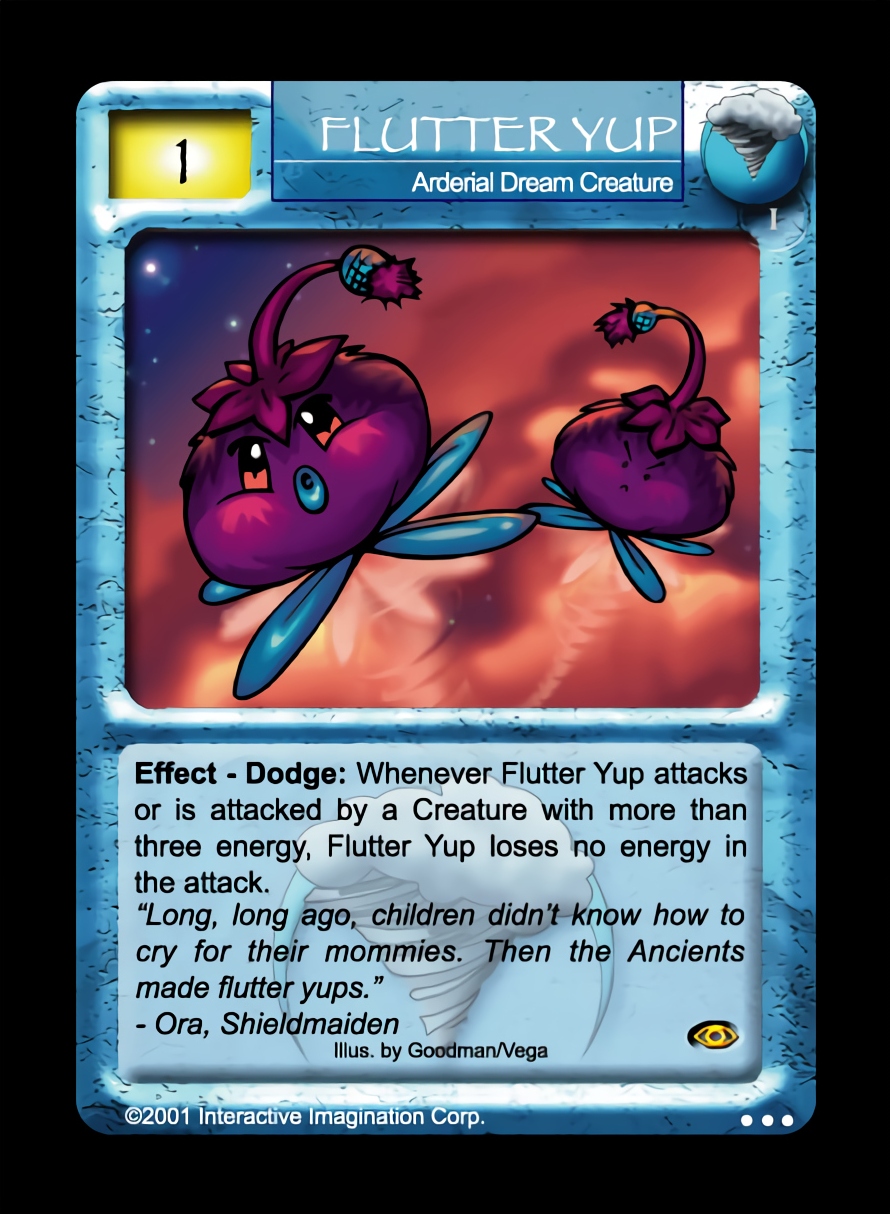 1
FLUTTER YUP
Arderial Dream Creature
I
Effect - Dodge: Whenever Flutter Yup attacks
or is attacked by a Creature with more than
three energy, Flutter Yup loses no energy in
the attack.
“Long, long ago, children didn’t know how to
cry for their mommies. Then the Ancients
made flutter yups.”
- Ora, Shieldmaiden
Illus. by Goodman/Vega
©2001 Interactive Imagination Corp.